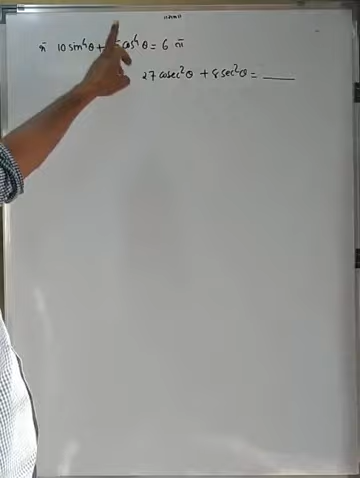 10 sin⁴θ + cos⁴θ = 6
27 cosec²θ + 8 sec²θ = ____